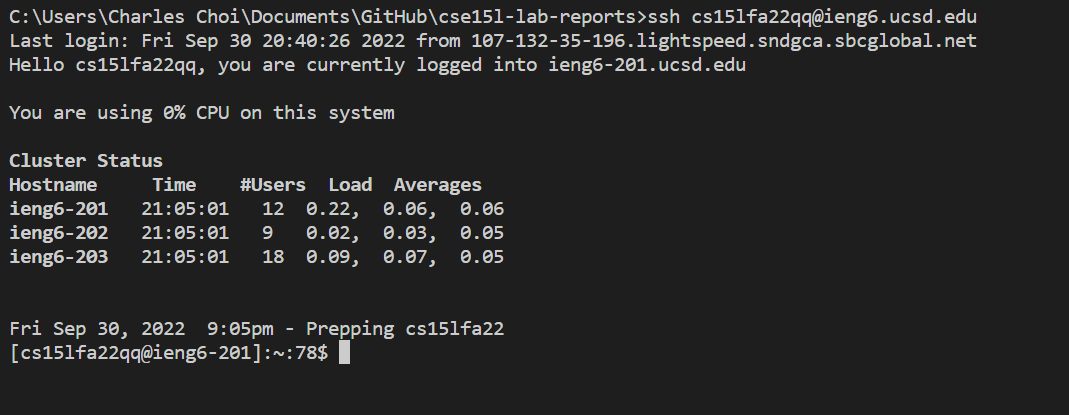 C:\Users\Charles Choi\Documents\GitHub\cse15l-lab-reports>ssh cs15lfa22qq@ieng6.ucsd.edu
Last login: Fri Sep 30 20:40:26 2022 from 107-132-35-196.lightspeed.sndgca.sbcglobal.net
Hello cs15lfa22qq, you are currently logged into ieng6-201.ucsd.edu
You are using 0% CPU on this system
Cluster Status
Hostname     Time    #Users  Load  Averages
ieng6-201   21:05:01   12  0.22,  0.06,  0.06
ieng6-202   21:05:01   9   0.02,  0.03,  0.05
ieng6-203   21:05:01   18  0.09,  0.07,  0.05
Fri Sep 30, 2022  9:05pm - Prepping cs15lfa22
[cs15lfa22qq@ieng6-201]:~:78$